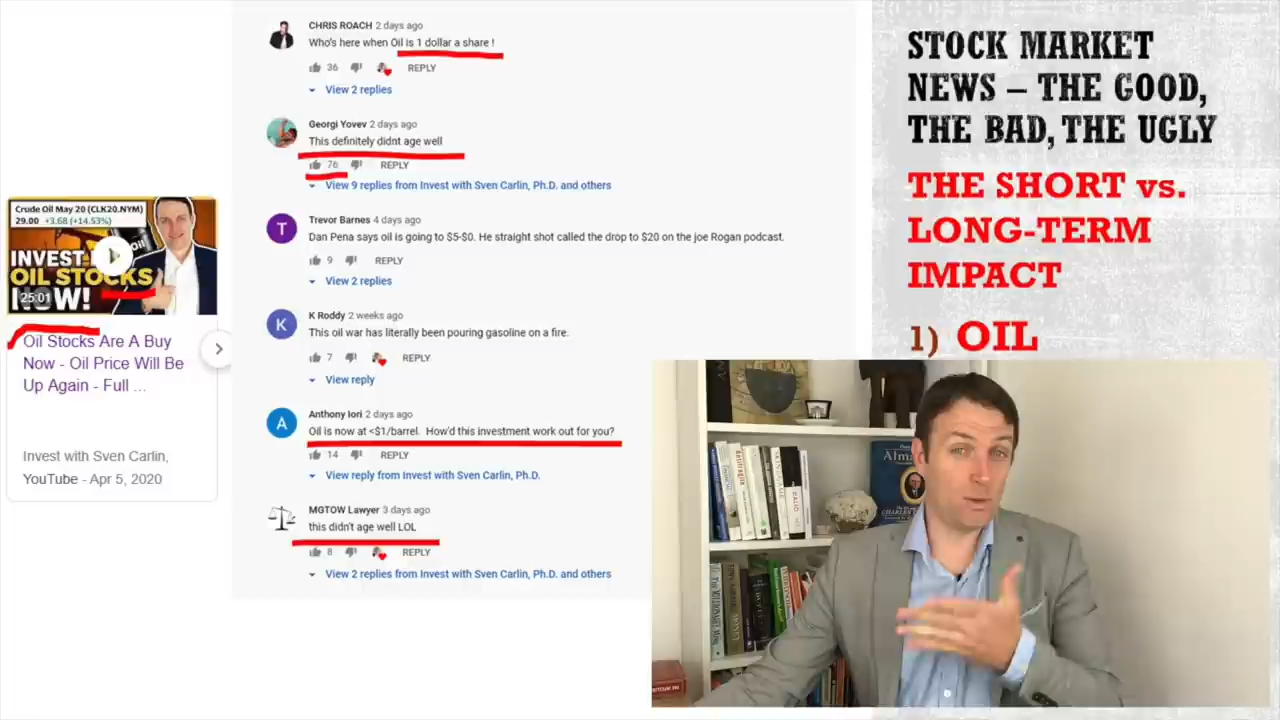 Crude Oil May 20 (CLK20.NYM)
29.00 +3.68 (+14.53%)
INVEST
OIL STOCKS
NOW!
25:01
Oil Stocks Are A Buy
Now - Oil Price Will Be
Up Again - Full ...
Invest with Sven Carlin,
YouTube - Apr 5, 2020
CHRIS ROACH 2 days ago
Who's here when Oil is 1 dollar a share !
36 REPLY
View 2 replies
Georgi Yovev 2 days ago
This definitely didnt age well
76 REPLY
View 9 replies from Invest with Sven Carlin, Ph.D. and others
T
Trevor Barnes 4 days ago
Dan Pena says oil is going to $5-$0. He straight shot called the drop to $20 on the joe Rogan podcast.
9 REPLY
View 2 replies
K
K Roddy 2 weeks ago
This oil war has literally been pouring gasoline on a fire.
7 REPLY
View reply
A
Anthony Iori 2 days ago
Oil is now at <$1/barrel. How'd this investment work out for you?
14 REPLY
View reply from Invest with Sven Carlin, Ph.D.
MGTOW Lawyer 3 days ago
this didn't age well LOL
8 REPLY
View 2 replies from Invest with Sven Carlin, Ph.D. and others
STOCK MARKET
NEWS – THE GOOD,
THE BAD, THE UGLY
THE SHORT vs.
LONG-TERM
IMPACT
1) OIL